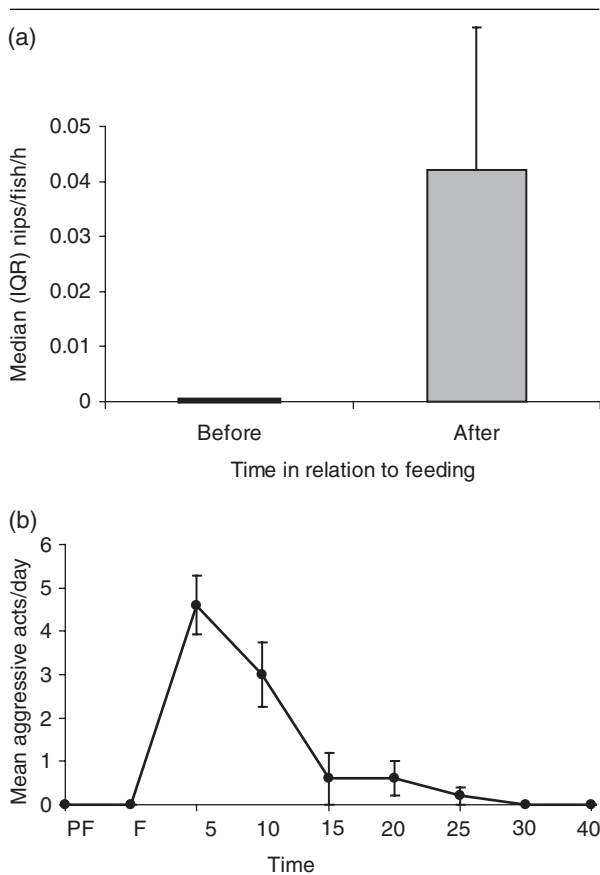 (a)
Median (IQR) nips/fish/h
0.05
0.04
0.03
0.02
0.01
0
Before After
Time in relation to feeding
(b)
Mean aggressive acts/day
6
5
4
3
2
1
0
PF F 5 10 15 20 25 30 40
Time